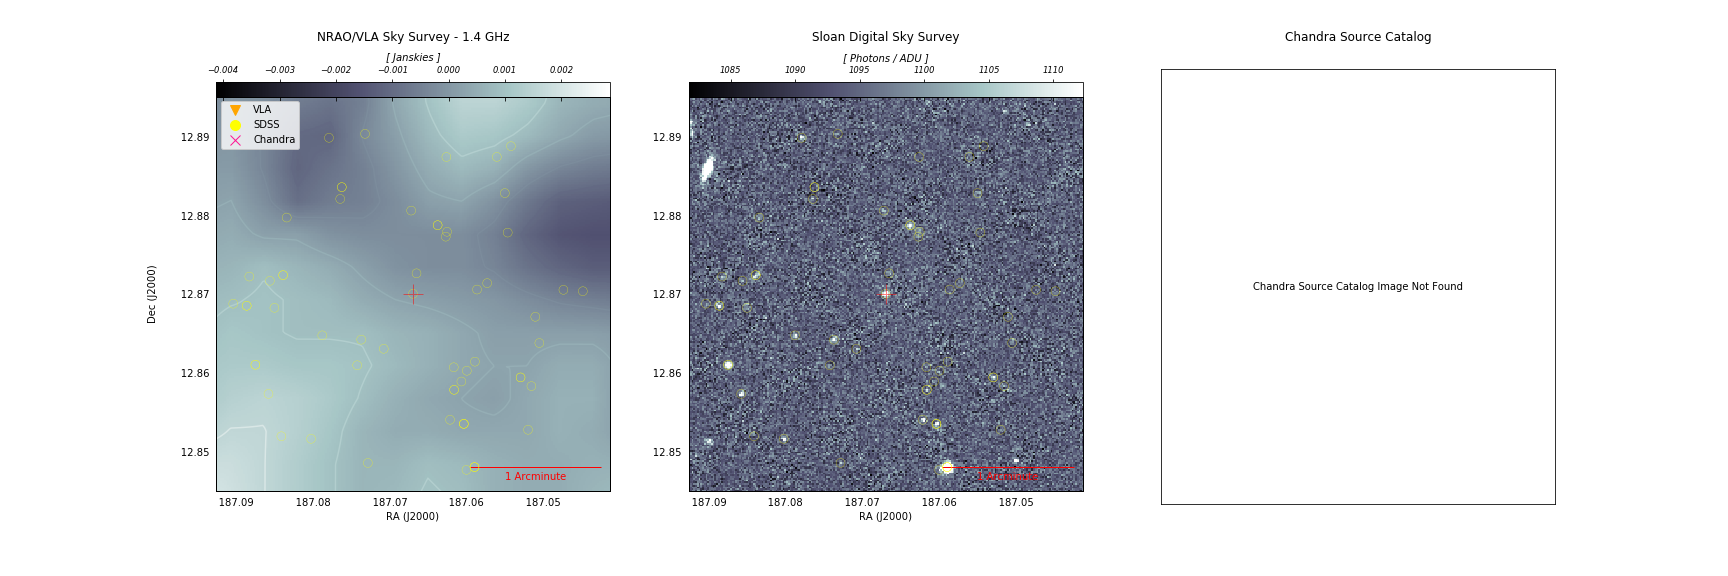 NRAO/VLA Sky Survey - 1.4 GHz
[ Janskies ]
−0.004 −0.003 −0.002 −0.001 0.000 0.001 0.002
VLA
SDSS
Chandra
12.89
12.88
12.87
12.86
12.85
Dec (J2000)
1 Arcminute
187.09 187.08 187.07 187.06 187.05
RA (J2000)
Sloan Digital Sky Survey
[ Photons / ADU ]
1085 1090 1095 1100 1105 1110
12.89
12.88
12.87
12.86
12.85
1 Arcminute
187.09 187.08 187.07 187.06 187.05
RA (J2000)
Chandra Source Catalog
Chandra Source Catalog Image Not Found